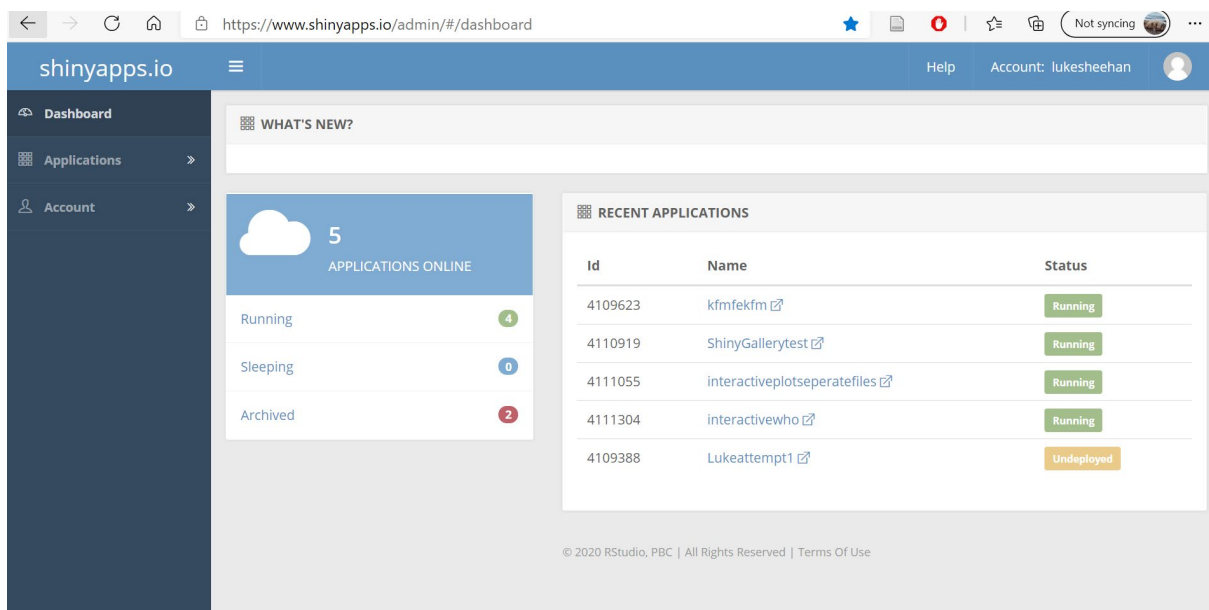 https://www.shinyapps.io/admin/#/dashboard
Not syncing
shinyapps.io
Help
Account: lukesheehan
Dashboard
Applications
Account
WHAT'S NEW?
5
APPLICATIONS ONLINE
Running 4
Sleeping 0
Archived 2
RECENT APPLICATIONS
Id Name Status
4109623 kfmfekfm Running
4110919 ShinyGallerytest Running
4111055 interactiveplotseperatefiles Running
4111304 interactivewho Running
4109388 Lukeattempt1 Undeployed
© 2020 RStudio, PBC | All Rights Reserved | Terms Of Use